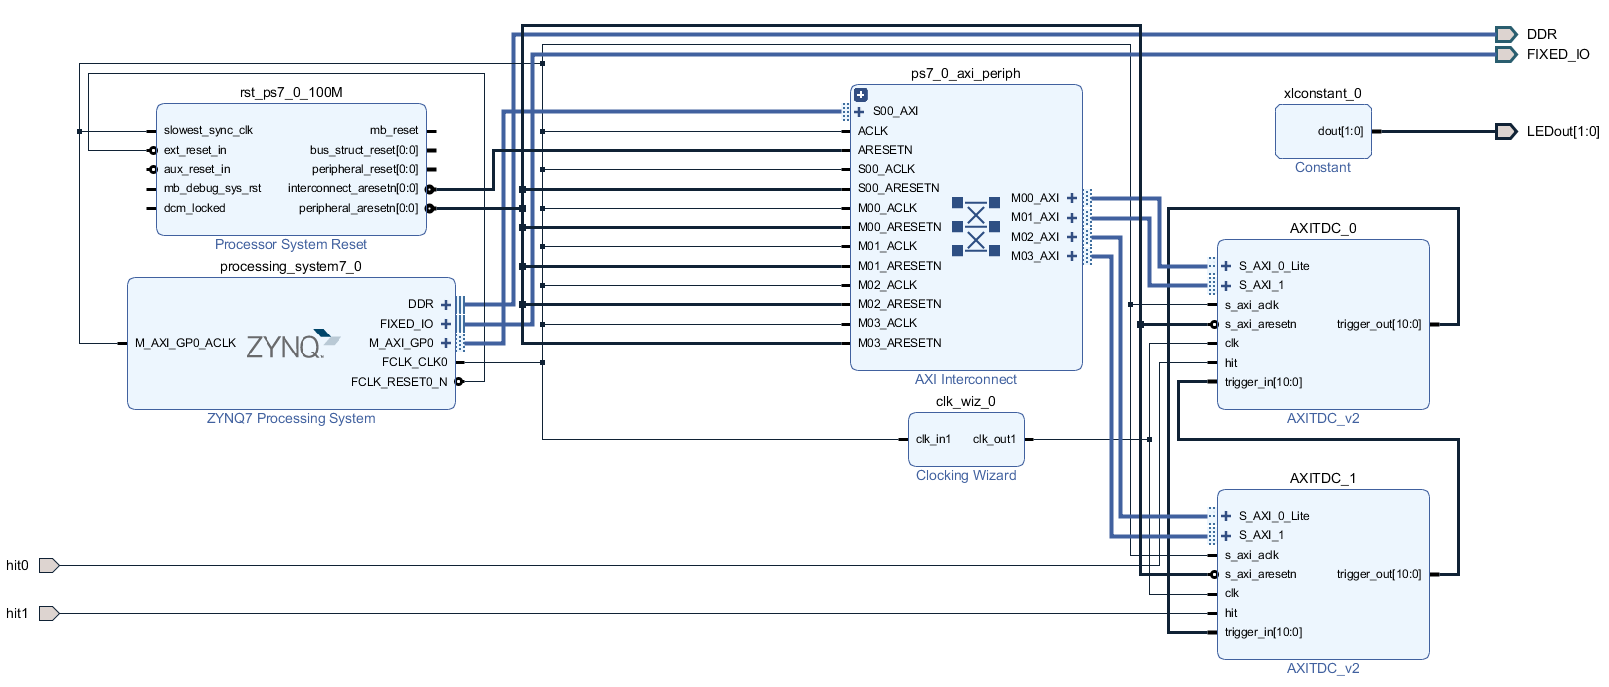 DDR
FIXED_IO
rst_ps7_0_100M
slowest_sync_clk
ext_reset_in
aux_reset_in
mb_debug_sys_rst
dcm_locked
mb_reset
bus_struct_reset[0:0]
peripheral_reset[0:0]
interconnect_aresetn[0:0]
peripheral_aresetn[0:0]
Processor System Reset
processing_system7_0
M_AXI_GP0_ACLK
ZYNQ
DDR
FIXED_IO
M_AXI_GP0
FCLK_CLK0
FCLK_RESET0_N
ZYNQ7 Processing System
ps7_0_axi_periph
S00_AXI
ACLK
ARESETN
S00_ACLK
S00_ARESETN
M00_ACLK
M00_ARESETN
M01_ACLK
M01_ARESETN
M02_ACLK
M02_ARESETN
M03_ACLK
M03_ARESETN
M00_AXI
M01_AXI
M02_AXI
M03_AXI
AXI Interconnect
clk_wiz_0
clk_in1
clk_out1
Clocking Wizard
xlconstant_0
dout[1:0]
Constant
LEDout[1:0]
AXITDC_0
S_AXI_0_Lite
S_AXI_1
s_axi_aclk
s_axi_aresetn
clk
hit
trigger_in[10:0]
trigger_out[10:0]
AXITDC_v2
AXITDC_1
S_AXI_0_Lite
S_AXI_1
s_axi_aclk
s_axi_aresetn
clk
hit
trigger_in[10:0]
trigger_out[10:0]
AXITDC_v2
hit0
hit1